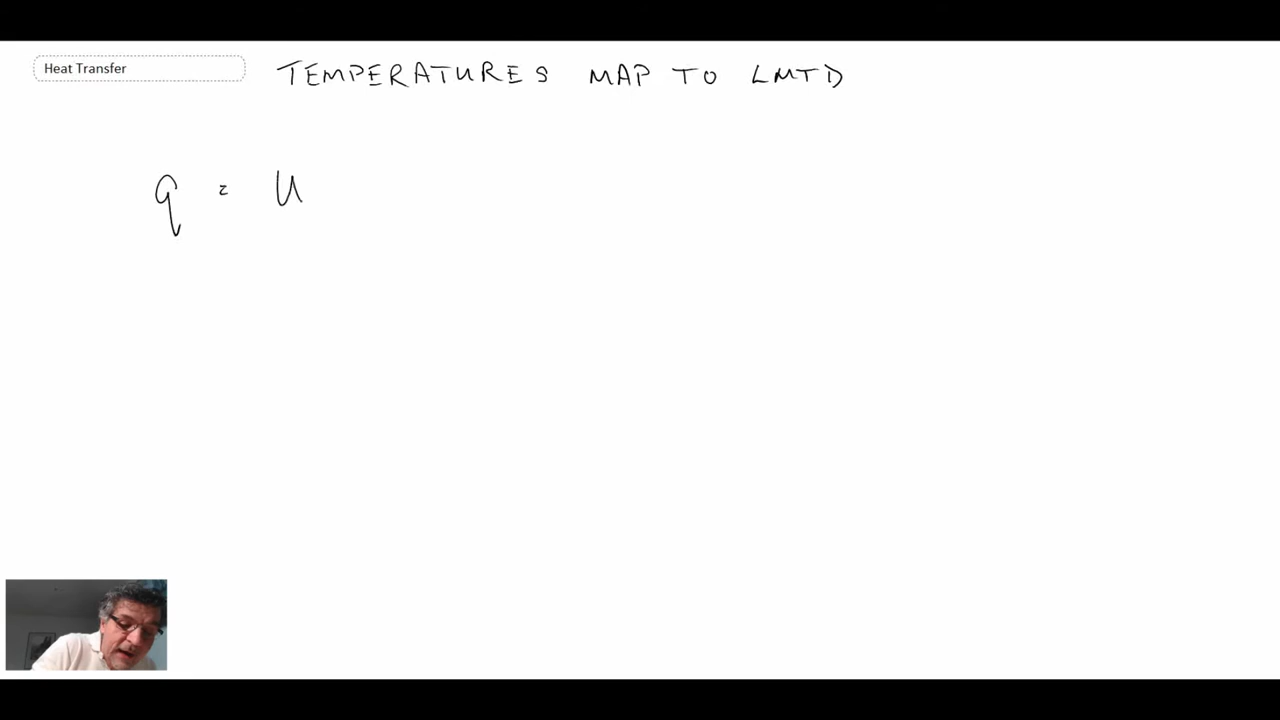 Heat Transfer
TEMPERATURES MAP TO LMTD
q = U